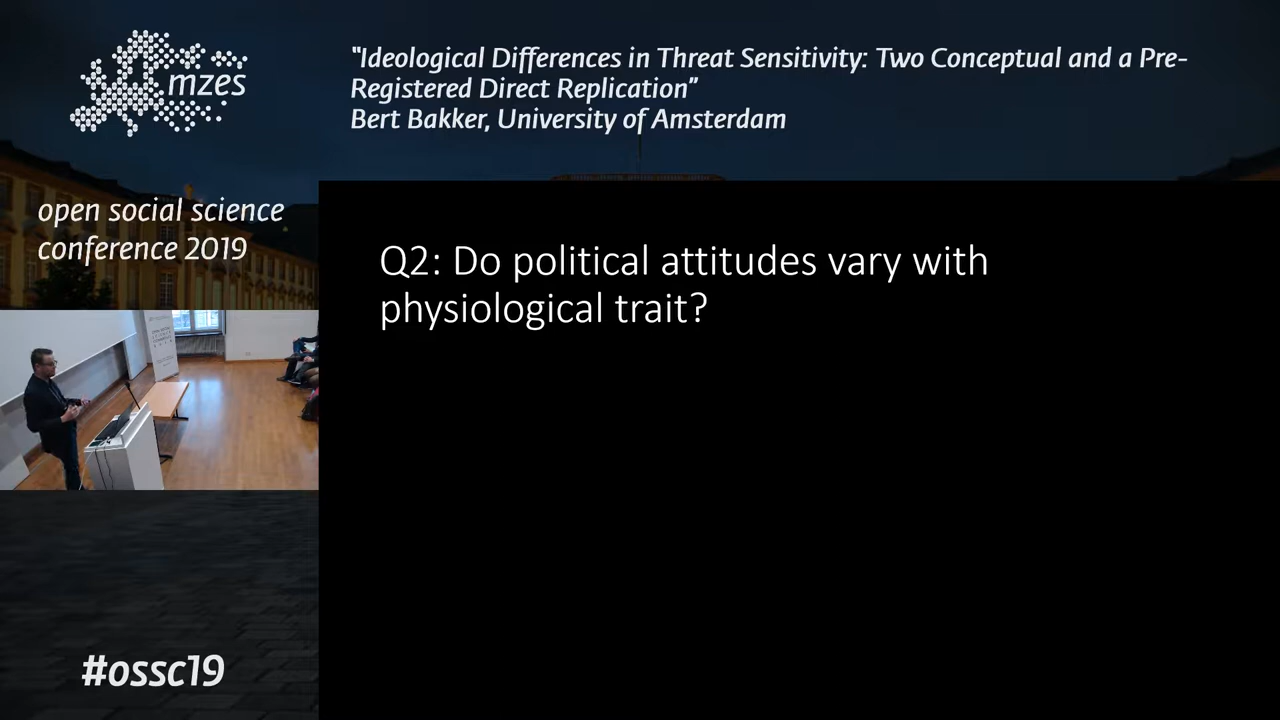 mzes
"Ideological Differences in Threat Sensitivity: Two Conceptual and a Pre-
Registered Direct Replication"
Bert Bakker, University of Amsterdam
open social science
conference 2019
Q2: Do political attitudes vary with
physiological trait?
#ossc19